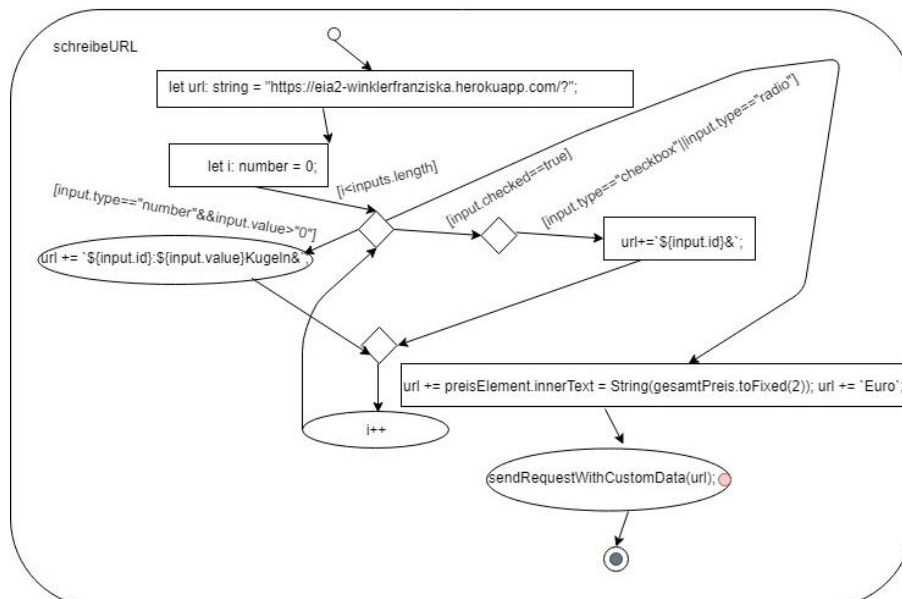 schreibeURL
let url: string = "https://eia2-winklerfranziska.herokuapp.com/?";
let i: number = 0;
[i<inputs.length]
[input.checked==true]
[input.type=="checkbox"||input.type=="radio"]
[input.type=="number"&&input.value>"0"]
url+=`${input.id}&`;
url += `${input.id}:${input.value}Kugeln&`;
url += preisElement.innerText = String(gesamtPreis.toFixed(2)); url += `Euro`;
i++
sendRequestWithCustomData(url);